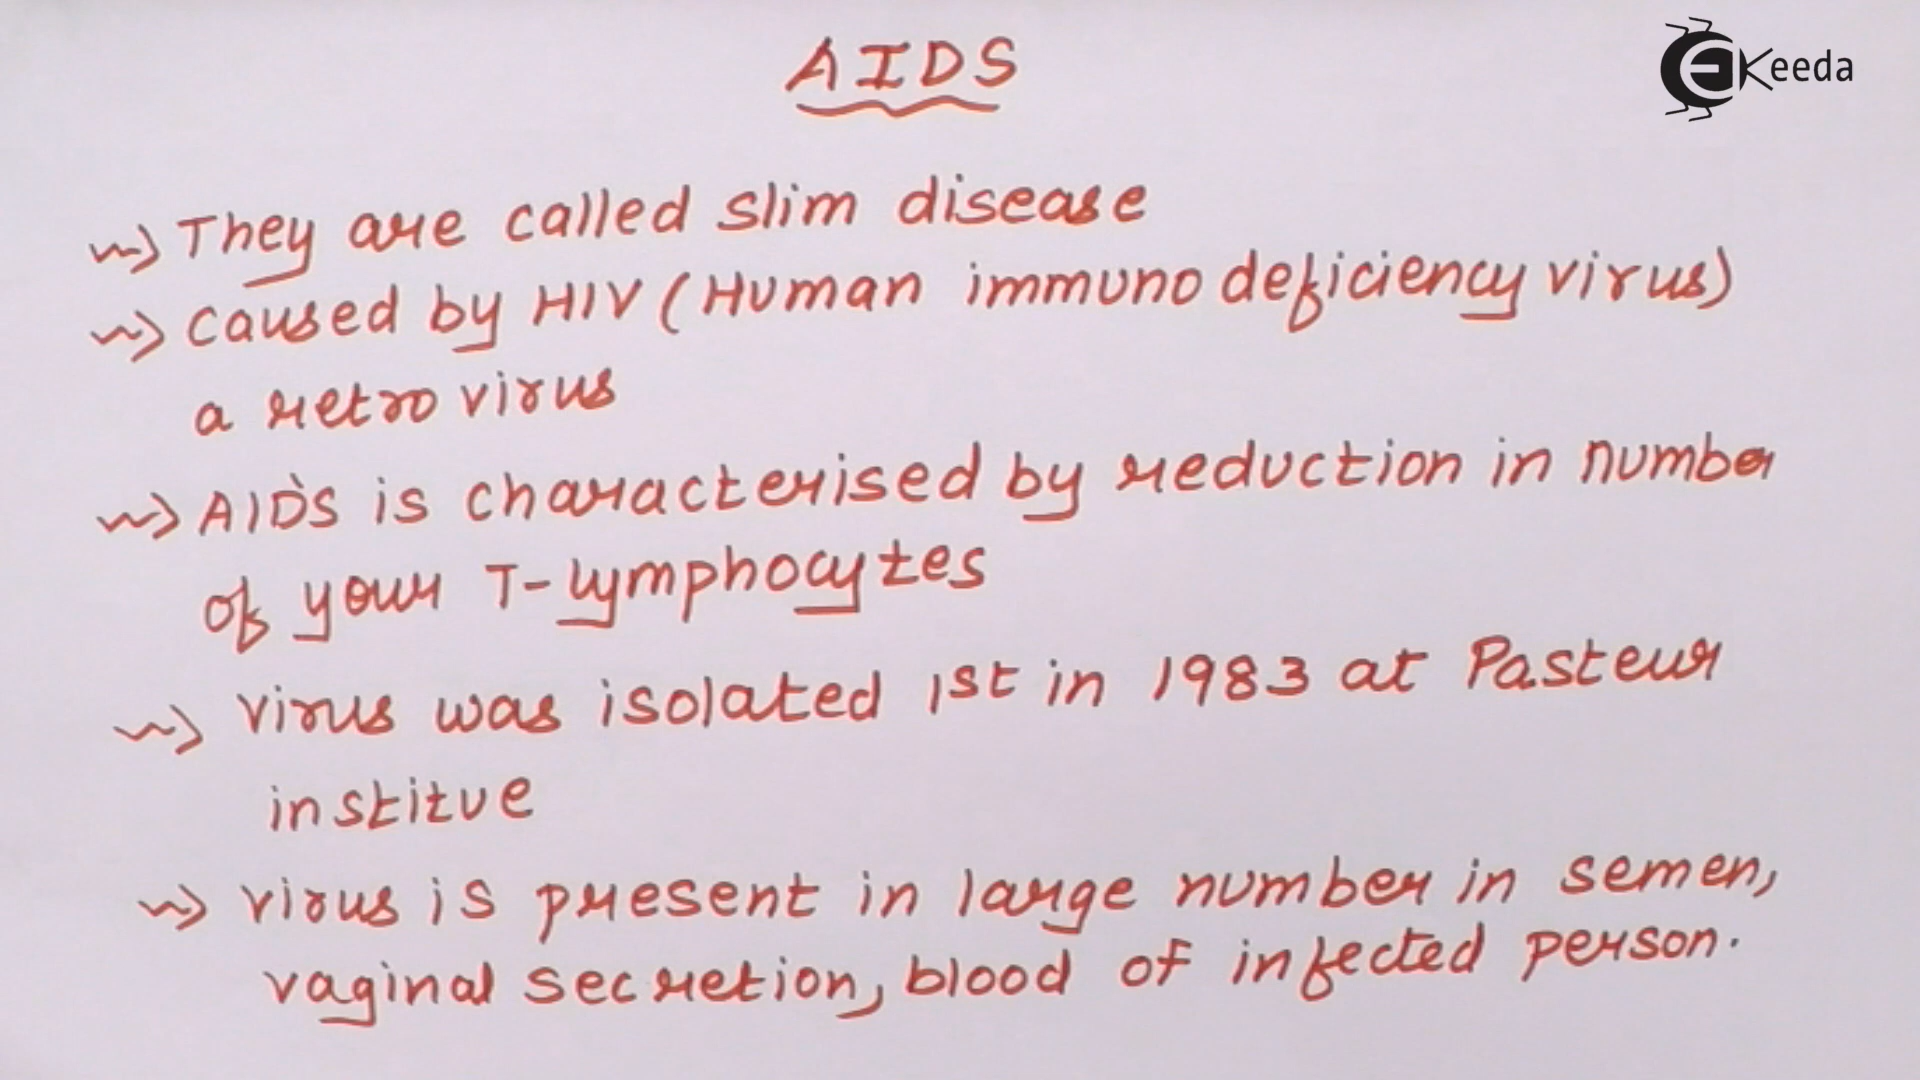 AIDS
EKeeda
~> They are called slim disease
~> caused by HIV (Human immuno deficiency virus)
a retro virus
~> AIDS is characterised by reduction in number
of your T-lymphocytes
~> virus was isolated 1st in 1983 at Pasteur
institue
~> virus is present in large number in semen,
vaginal secretion, blood of infected person.